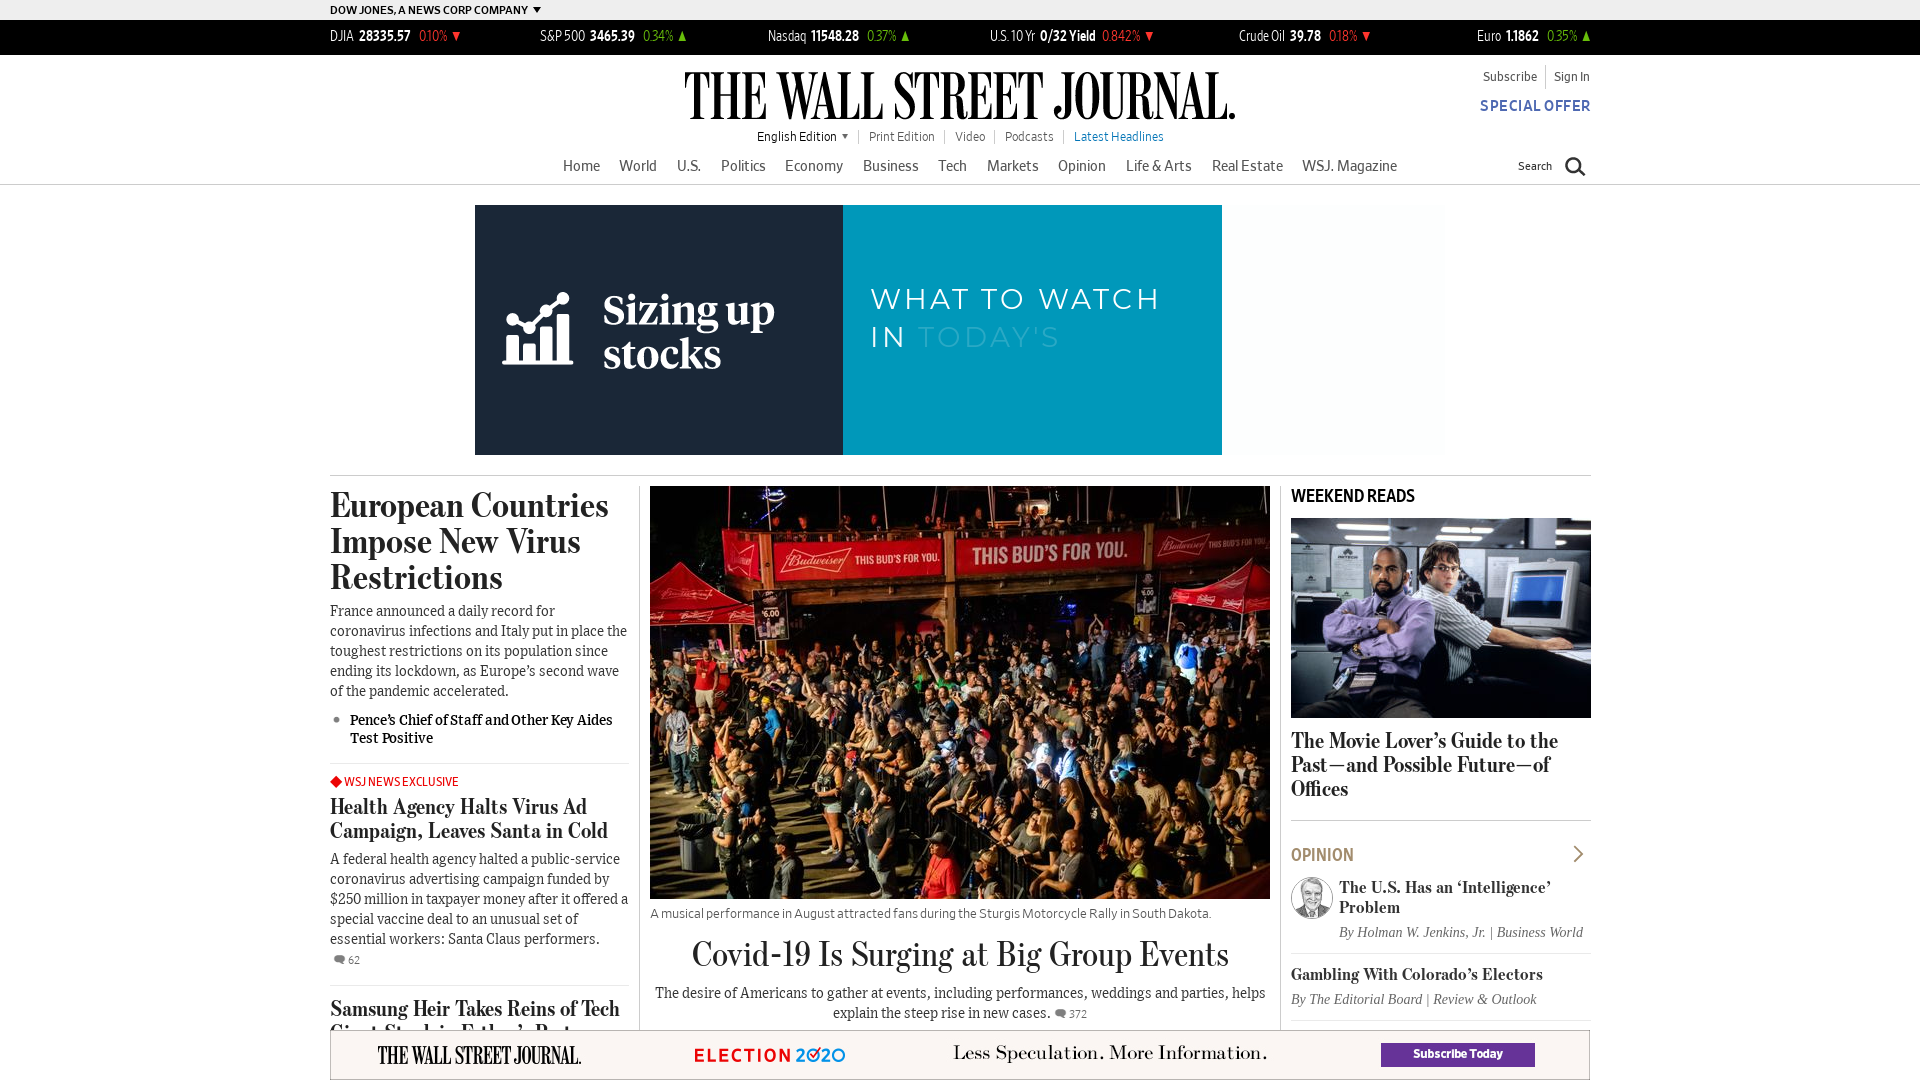 DOW JONES, A NEWS CORP COMPANY
DJIA 28335.57 0.10% S&P 500 3465.39 0.34% Nasdaq 11548.28 0.37% U.S. 10 Yr 0/32 Yield 0.842% Crude Oil 39.78 0.18% Euro 1.1862 0.35%
THE WALL STREET JOURNAL.
Subscribe Sign In
SPECIAL OFFER
English Edition Print Edition Video Podcasts Latest Headlines
Home World U.S. Politics Economy Business Tech Markets Opinion Life & Arts Real Estate WSJ. Magazine
Search
Sizing up
stocks
WHAT TO WATCH
IN TODAY'S
European Countries
Impose New Virus
Restrictions
France announced a daily record for
coronavirus infections and Italy put in place the
toughest restrictions on its population since
ending its lockdown, as Europe’s second wave
of the pandemic accelerated.
Pence’s Chief of Staff and Other Key Aides
Test Positive
WSJ NEWS EXCLUSIVE
Health Agency Halts Virus Ad
Campaign, Leaves Santa in Cold
A federal health agency halted a public-service
coronavirus advertising campaign funded by
$250 million in taxpayer money after it offered a
special vaccine deal to an unusual set of
essential workers: Santa Claus performers.
62
Samsung Heir Takes Reins of Tech
Budweiser THIS BUD'S FOR YOU.
THIS BUD'S FOR YOU.
Budweiser THIS BUD'S FOR YOU.
A musical performance in August attracted fans during the Sturgis Motorcycle Rally in South Dakota.
Covid-19 Is Surging at Big Group Events
The desire of Americans to gather at events, including performances, weddings and parties, helps
explain the steep rise in new cases. 372
WEEKEND READS
The Movie Lover’s Guide to the
Past—and Possible Future—of
Offices
OPINION
The U.S. Has an ‘Intelligence’
Problem
By Holman W. Jenkins, Jr. | Business World
Gambling With Colorado’s Electors
By The Editorial Board | Review & Outlook
THE WALL STREET JOURNAL.
ELECTION 2020
Less Speculation. More Information.
Subscribe Today